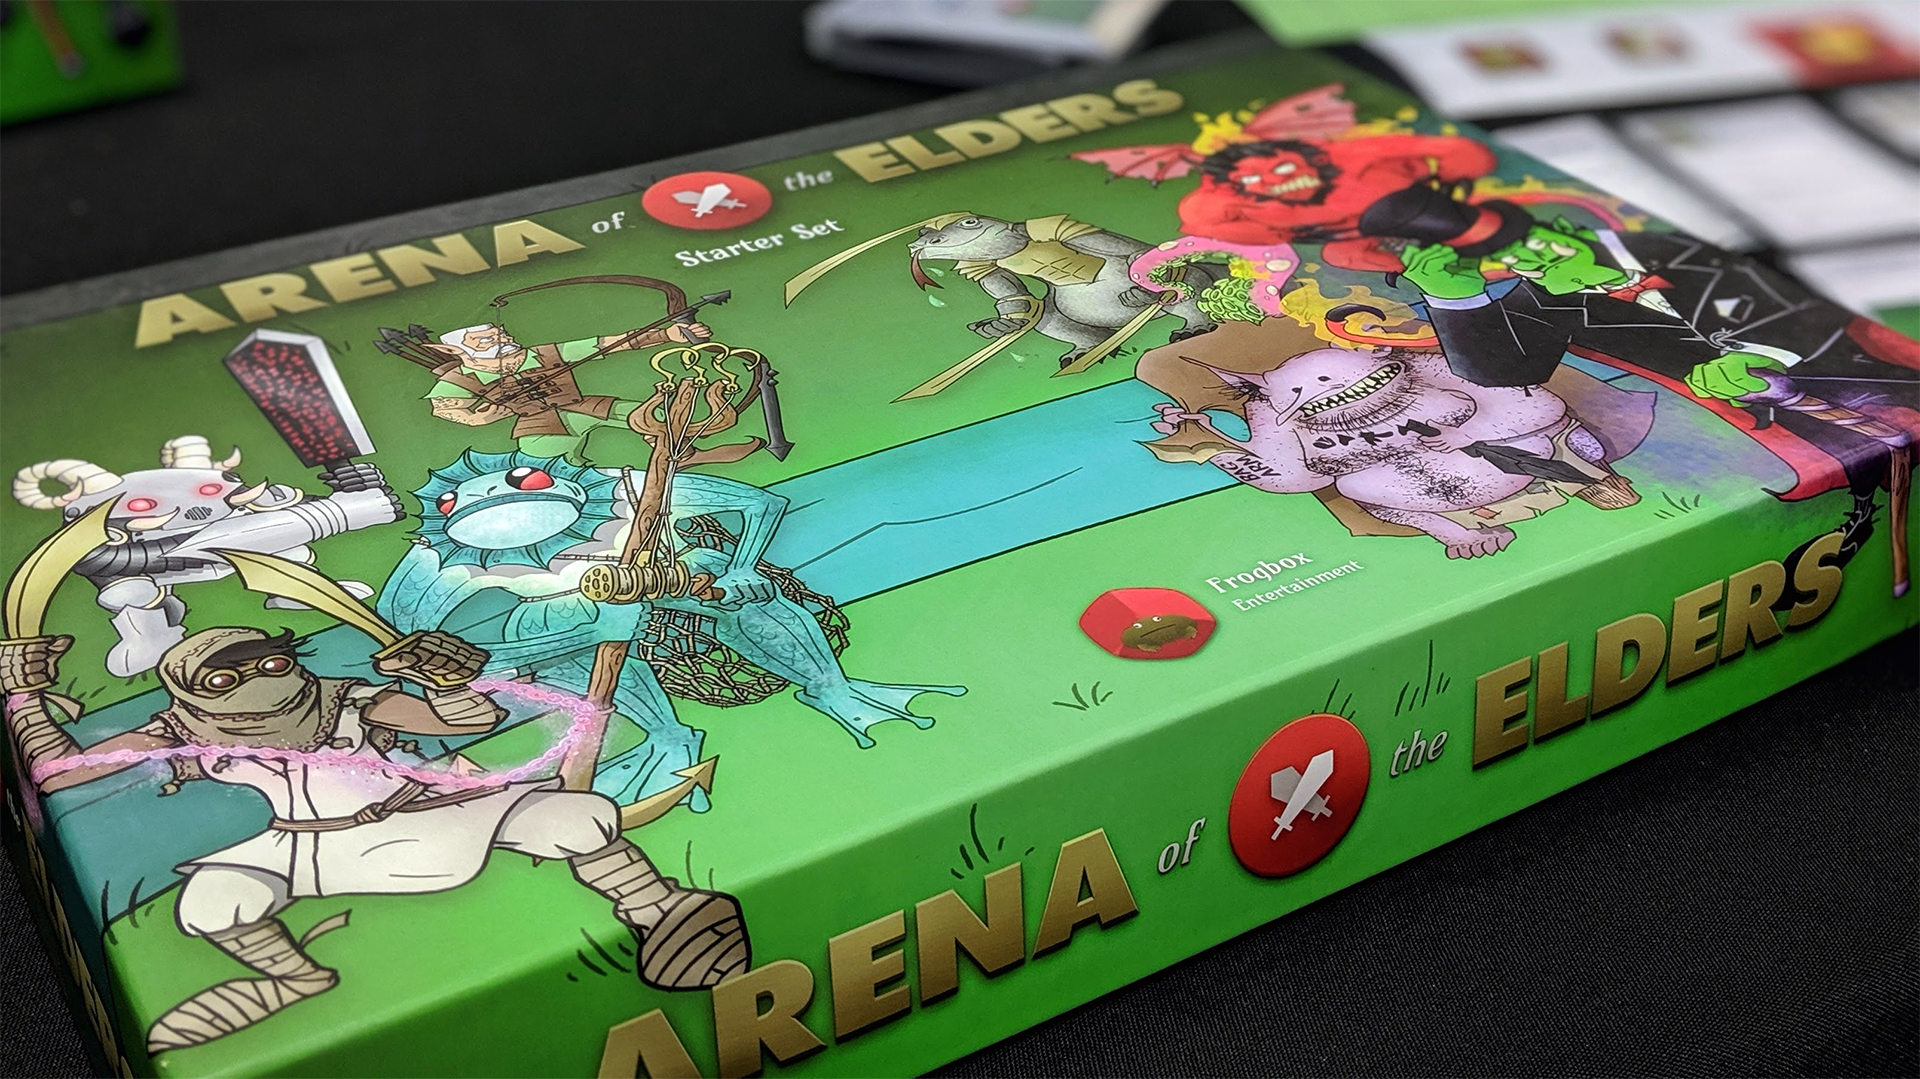 ARENA of the ELDERS
Starter Set
Frogbox
Entertainment
ARENA of the ELDERS